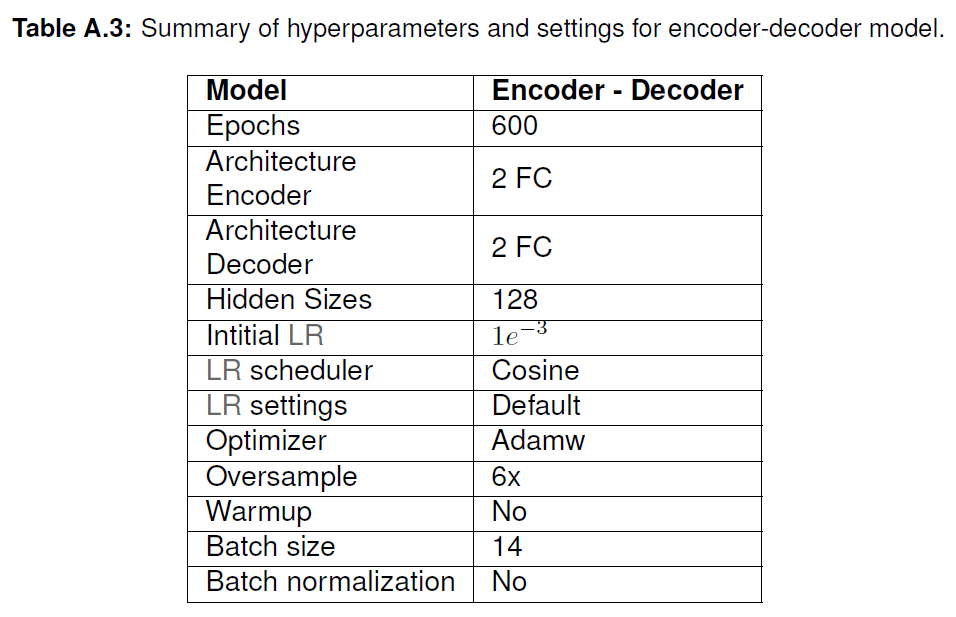 Table A.3: Summary of hyperparameters and settings for encoder-decoder model.
Model Encoder - Decoder
Epochs 600
Architecture
Encoder
2 FC
Architecture
Decoder
2 FC
Hidden Sizes 128
Intitial LR 1e⁻³
LR scheduler Cosine
LR settings Default
Optimizer Adamw
Oversample 6x
Warmup No
Batch size 14
Batch normalization No